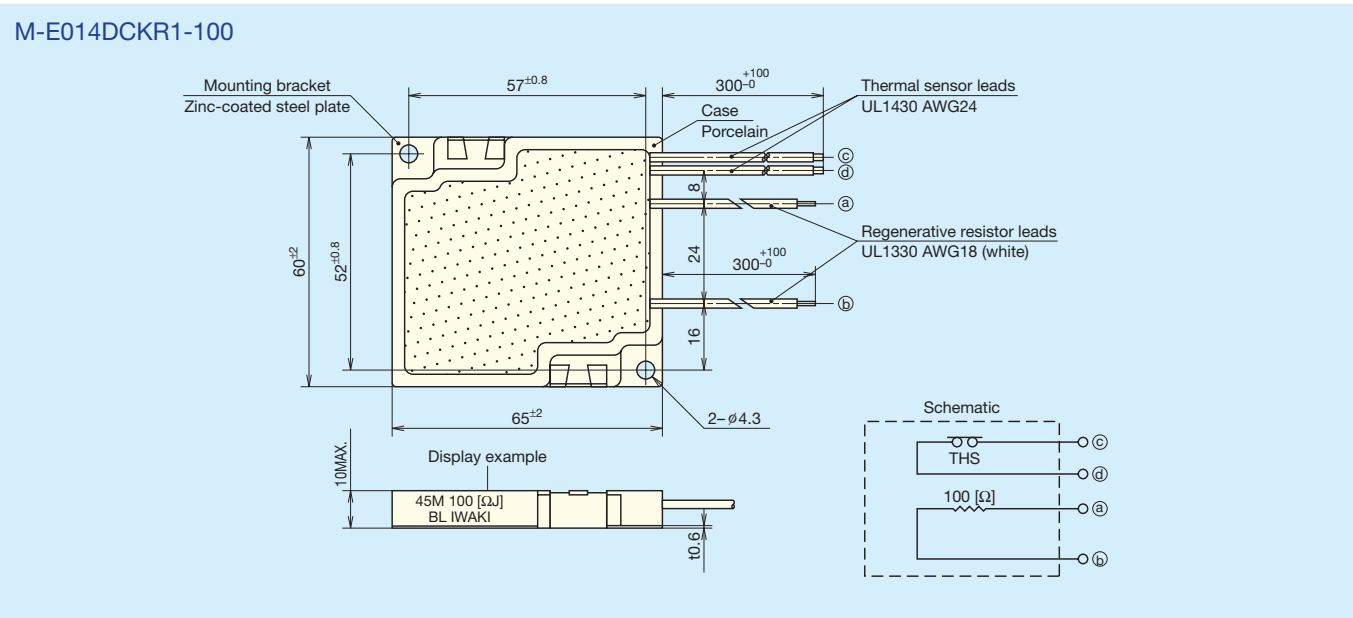 M-E014DCKR1-100
Mounting bracket
Zinc-coated steel plate
57±0.8
300+100−0
Thermal sensor leads
UL1430 AWG24
Case
Porcelain
ⓒ
ⓓ
8
ⓐ
60±2
52±0.8
24
Regenerative resistor leads
UL1330 AWG18 (white)
300+100−0
ⓑ
16
65±2
2−ø4.3
10MAX.
Display example
45M 100 [ΩJ]
BL IWAKI
t0.6
Schematic
THS
ⓒ
ⓓ
100 [Ω]
ⓐ
ⓑ